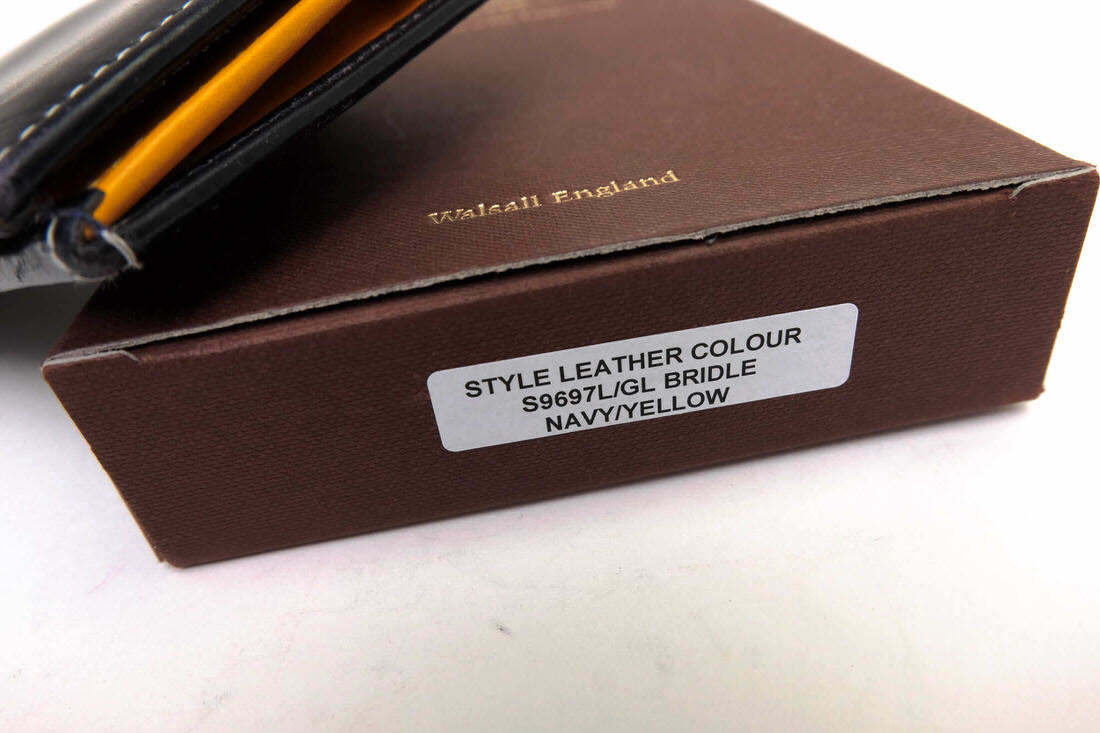 Walsall England
STYLE LEATHER COLOUR
S9697L/GL BRIDLE
NAVY/YELLOW